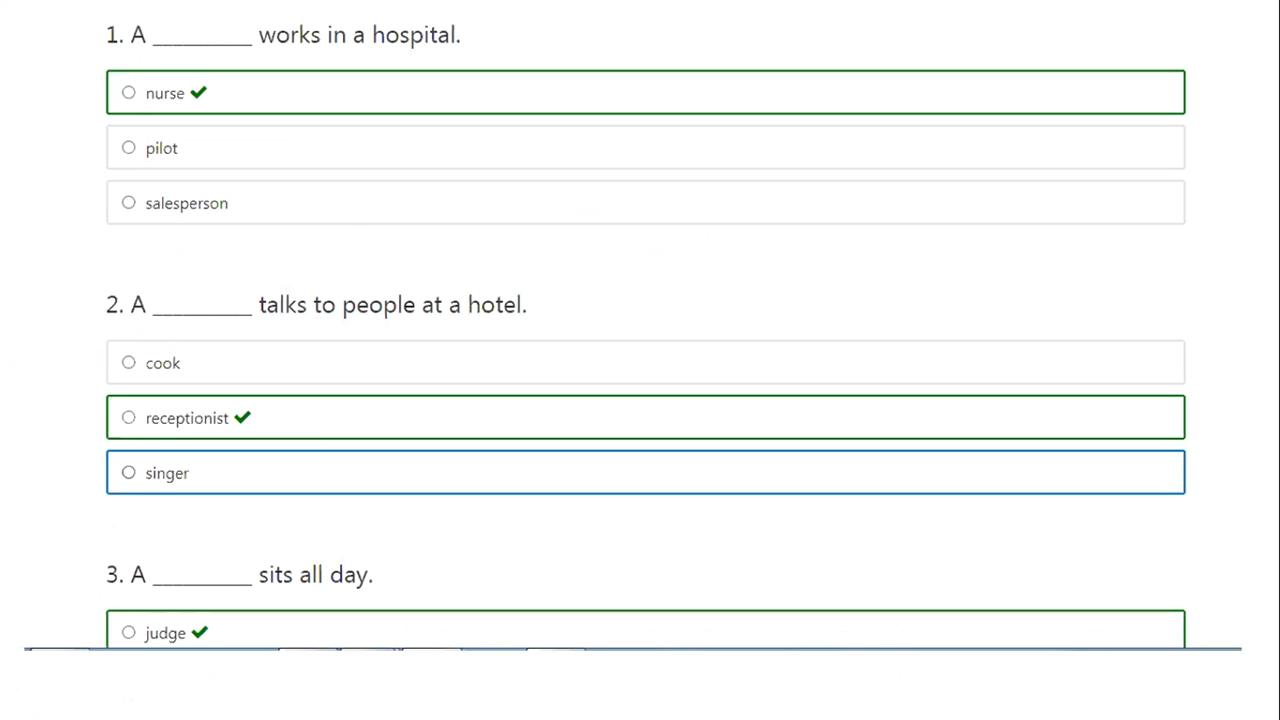 1. A _________ works in a hospital.
nurse ✔
pilot
salesperson
2. A _________ talks to people at a hotel.
cook
receptionist ✔
singer
3. A _________ sits all day.
judge ✔